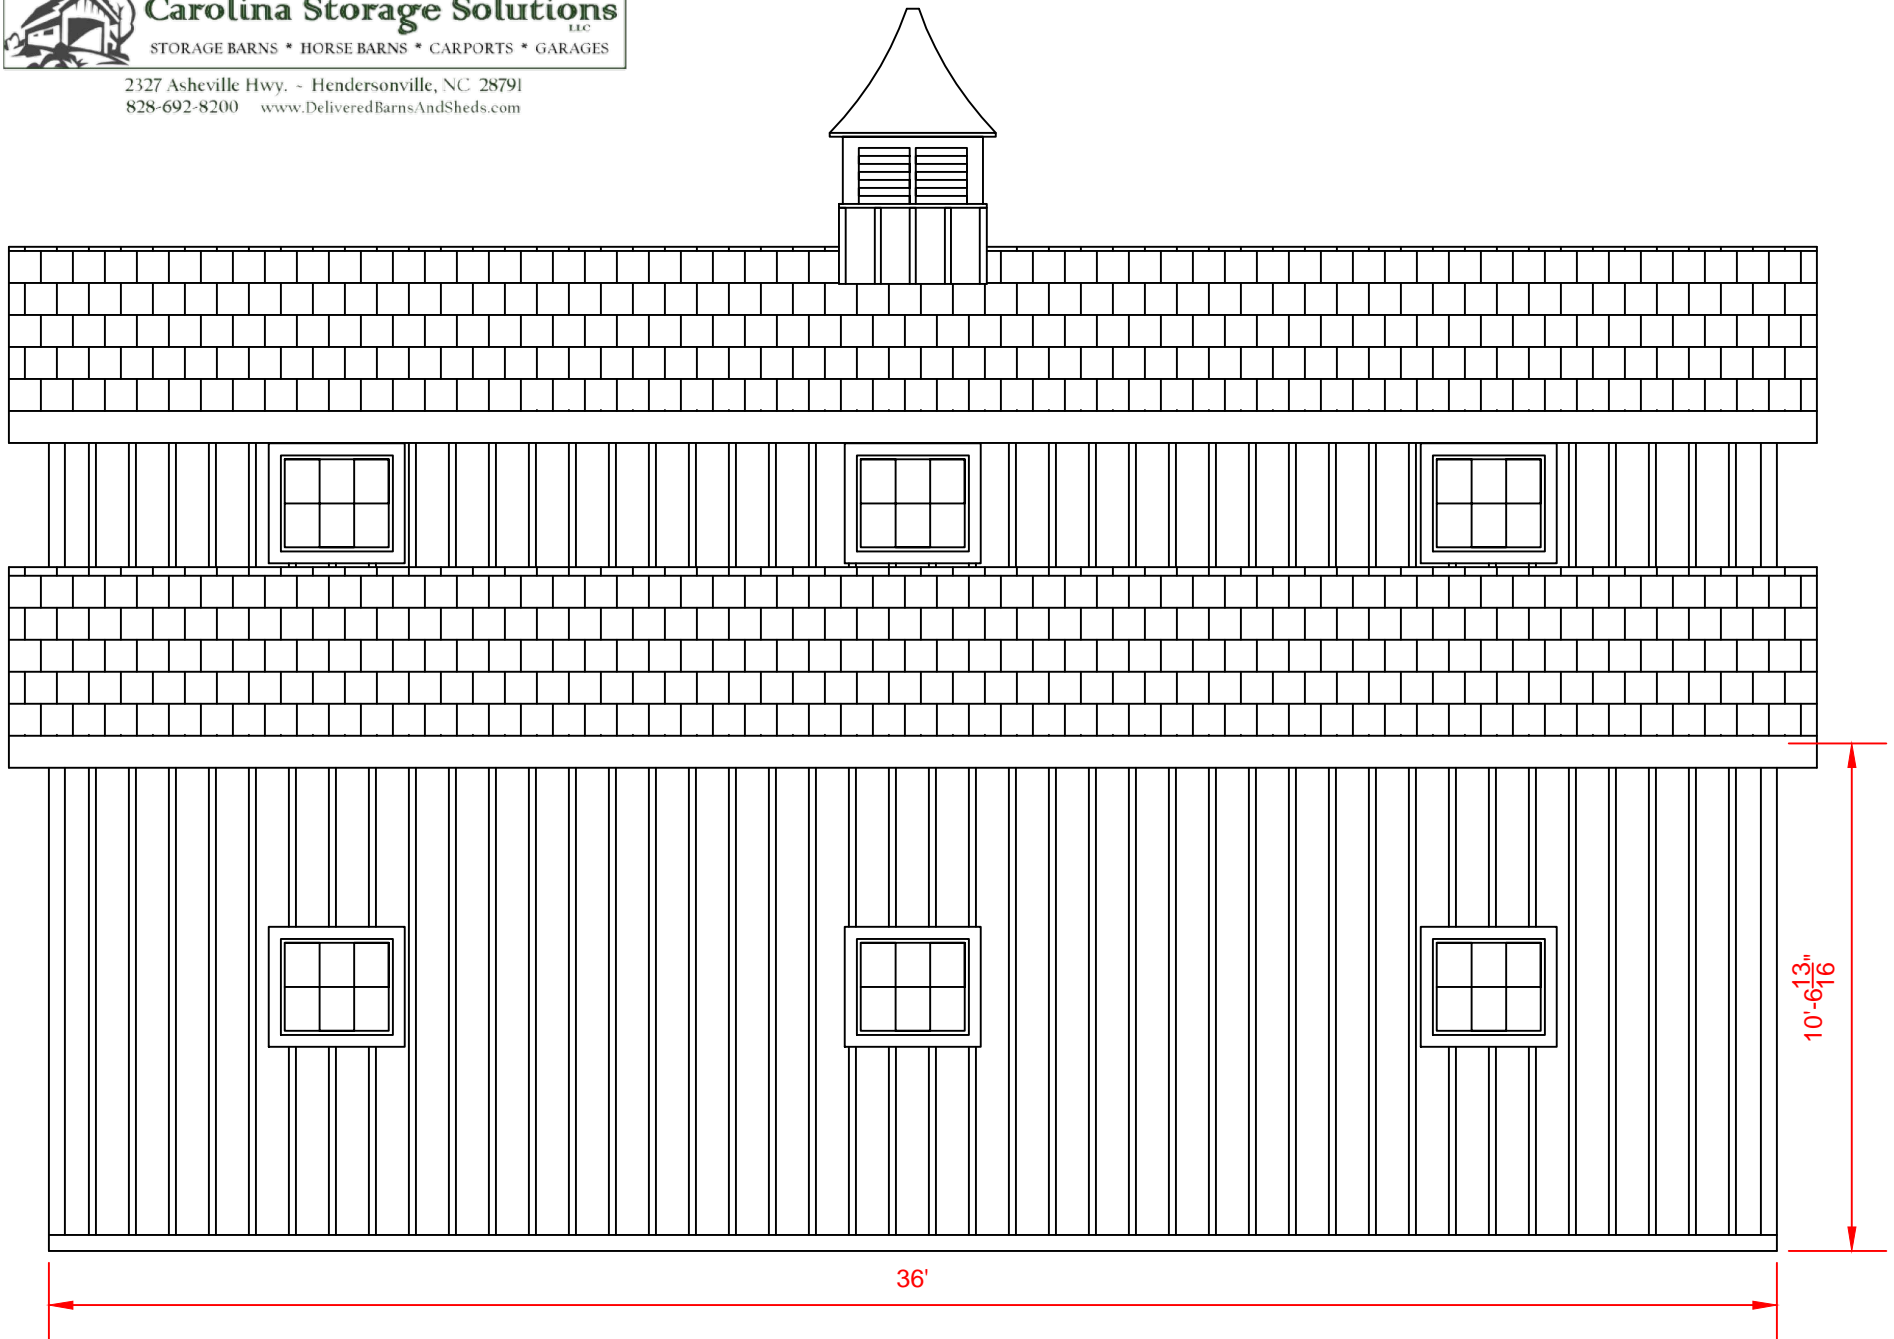 Carolina Storage Solutions
LLC
STORAGE BARNS * HORSE BARNS * CARPORTS * GARAGES
2327 Asheville Hwy. ~ Hendersonville, NC 28791
828-692-8200 www.DeliveredBarnsAndSheds.com
10'-6 13/16"
36'